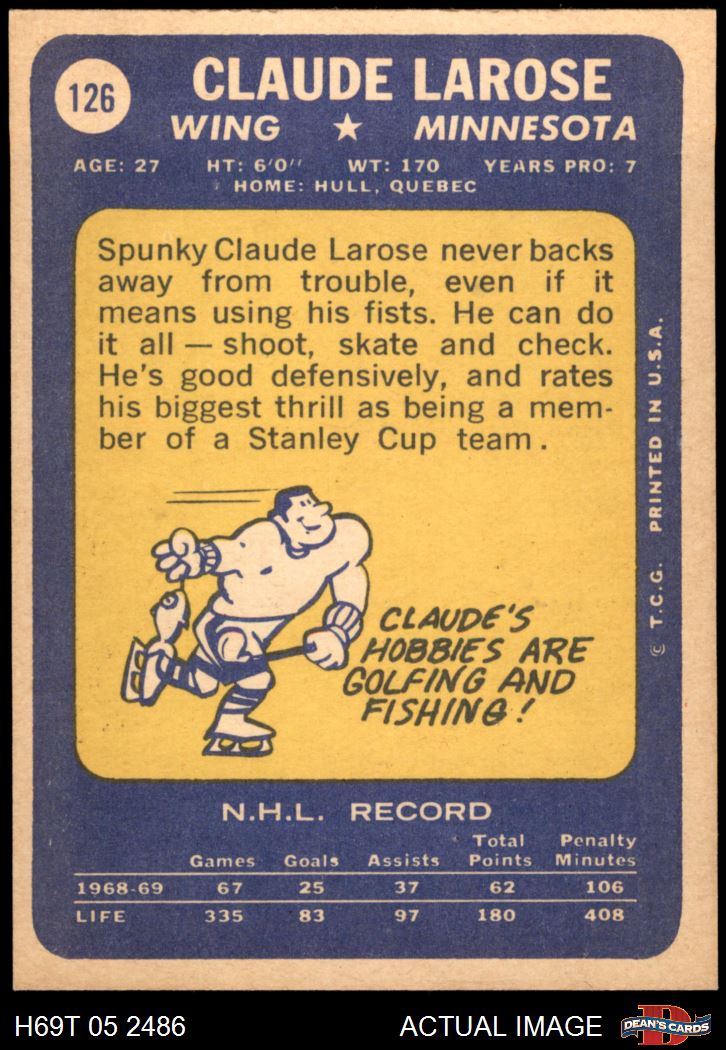 126
CLAUDE LAROSE
WING ★ MINNESOTA
AGE: 27 HT: 6'0" WT: 170 YEARS PRO: 7
HOME: HULL, QUEBEC
Spunky Claude Larose never backs
away from trouble, even if it
means using his fists. He can do
it all — shoot, skate and check.
He's good defensively, and rates
his biggest thrill as being a mem-
ber of a Stanley Cup team.
CLAUDE'S
HOBBIES ARE
GOLFING AND
FISHING!
© T.C.G. PRINTED IN U.S.A.
N.H.L. RECORD
Games Goals Assists Total Points Penalty Minutes
1968-69 67 25 37 62 106
LIFE 335 83 97 180 408
H69T 05 2486 ACTUAL IMAGE
D
DEAN'S CARDS